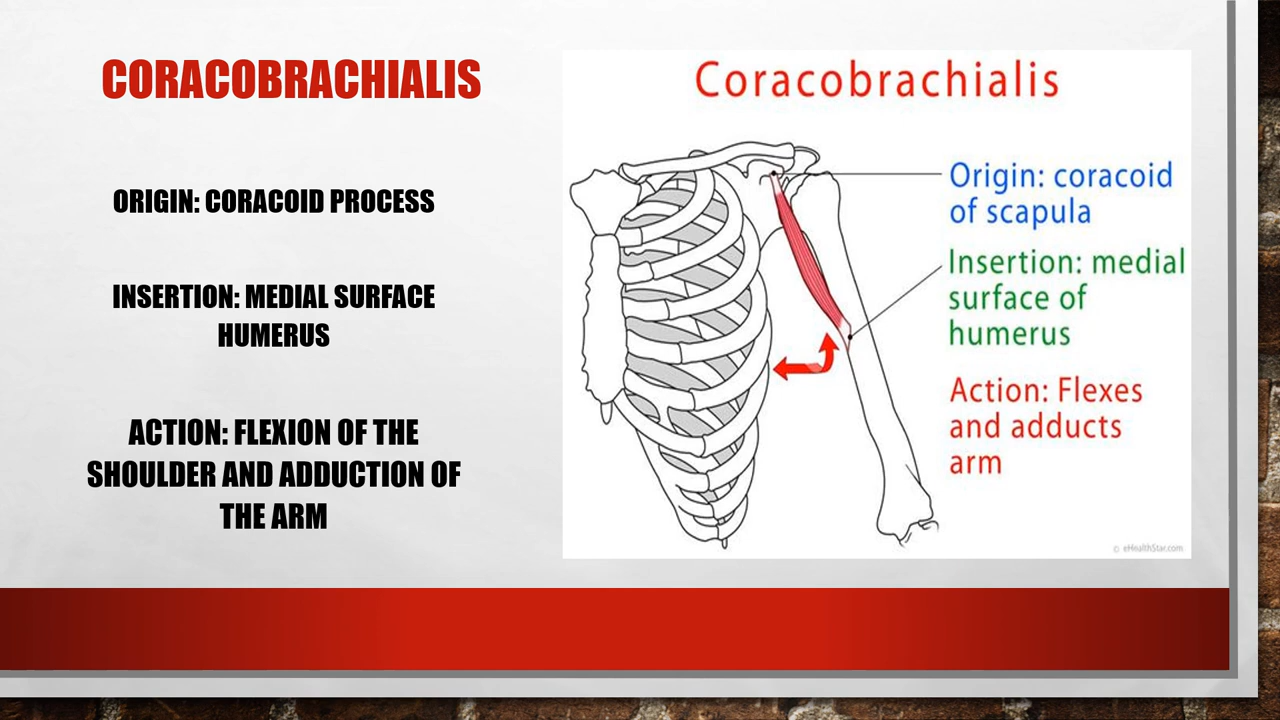 CORACOBRACHIALIS
ORIGIN: CORACOID PROCESS
INSERTION: MEDIAL SURFACE
HUMERUS
ACTION: FLEXION OF THE
SHOULDER AND ADDUCTION OF
THE ARM
Coracobrachialis
Origin: coracoid
of scapula
Insertion: medial
surface of
humerus
Action: Flexes
and adducts
arm
© eHealthStar.com